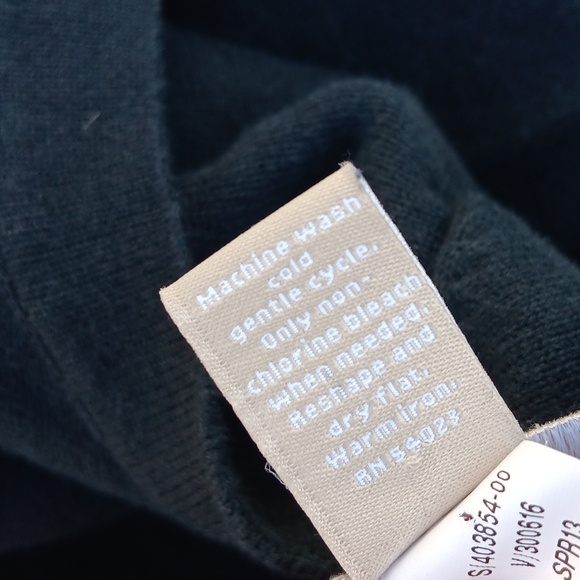 Machine wash
cold
gentle cycle.
Only non-
chlorine bleach
when needed.
Reshape and
dry flat.
Warm iron.
RN 54023
S/403854-00
V/300616
SPR13